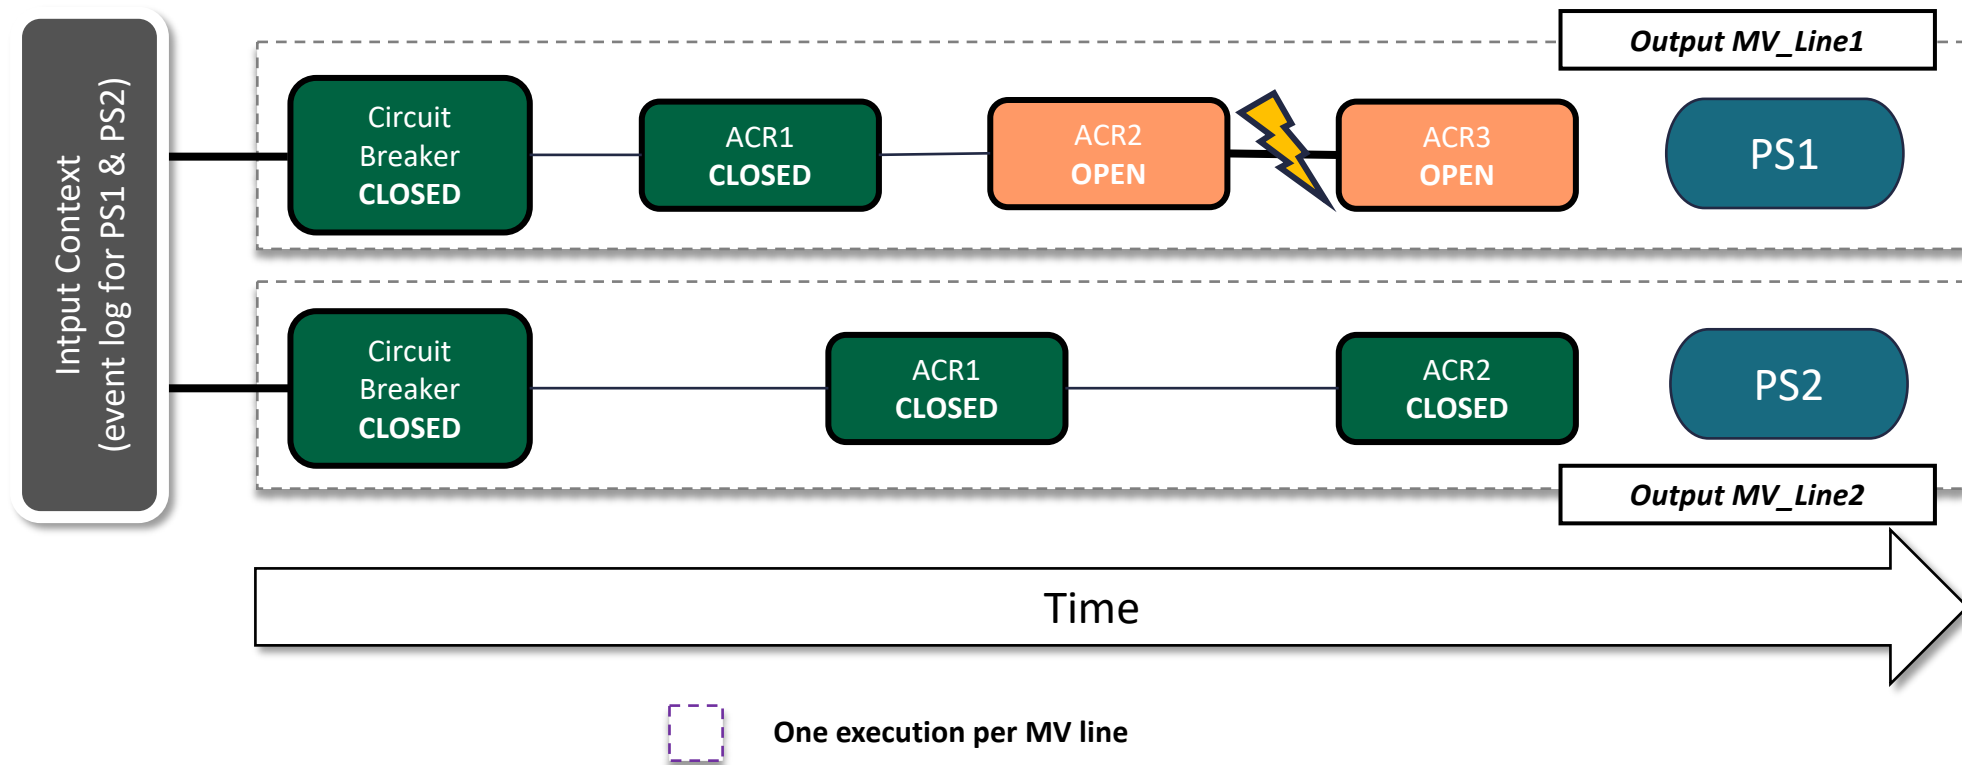 Intput Context
(event log for PS1 & PS2)
Output MV_Line1
Circuit
Breaker
CLOSED
ACR1
CLOSED
ACR2
OPEN
ACR3
OPEN
PS1
Circuit
Breaker
CLOSED
ACR1
CLOSED
ACR2
CLOSED
PS2
Output MV_Line2
Time
One execution per MV line